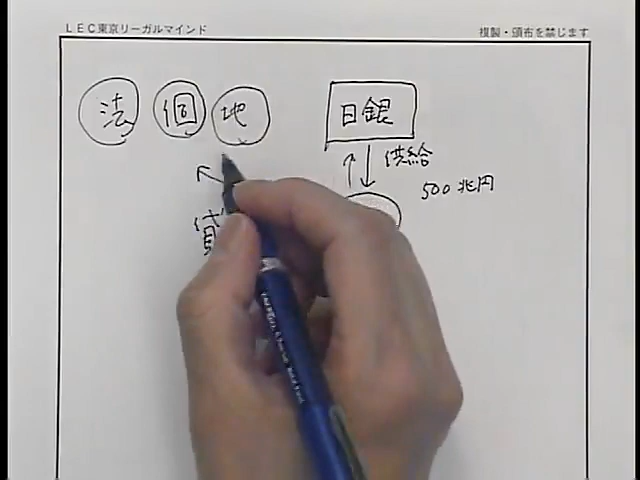 LEC東京リーガルマインド
複製・頒布を禁じます
法 個 地
日銀
供給
500兆円
貸